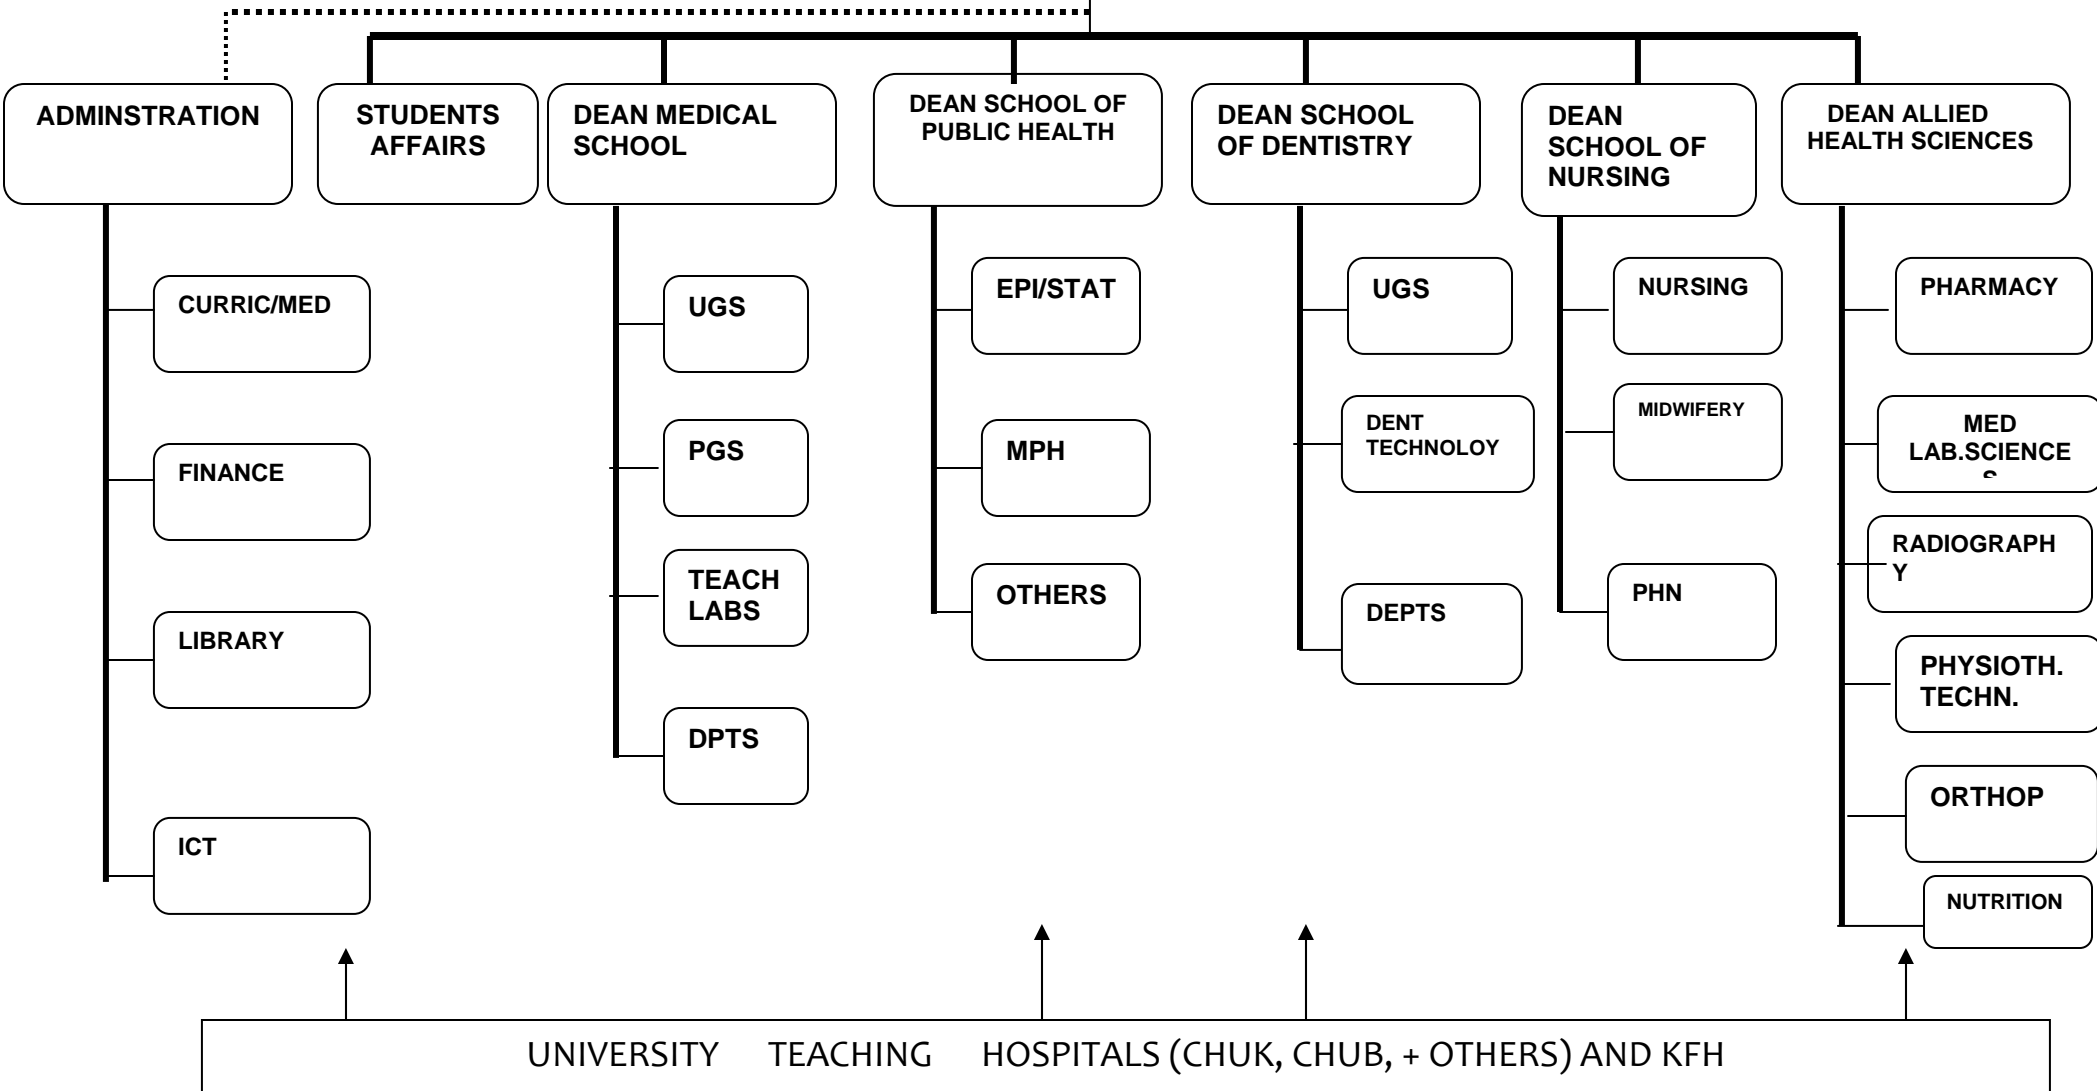 ADMINSTRATION
STUDENTS
AFFAIRS
DEAN MEDICAL
SCHOOL
DEAN SCHOOL OF
PUBLIC HEALTH
DEAN SCHOOL
OF DENTISTRY
DEAN
SCHOOL OF
NURSING
DEAN ALLIED
HEALTH SCIENCES
CURRIC/MED
FINANCE
LIBRARY
ICT
UGS
PGS
TEACH
LABS
DPTS
EPI/STAT
MPH
OTHERS
UGS
DENT
TECHNOLOY
DEPTS
NURSING
MIDWIFERY
PHN
PHARMACY
MED
LAB.SCIENCE
S
RADIOGRAPH
Y
PHYSIOTH.
TECHN.
ORTHOP
NUTRITION
UNIVERSITY TEACHING HOSPITALS (CHUK, CHUB, + OTHERS) AND KFH